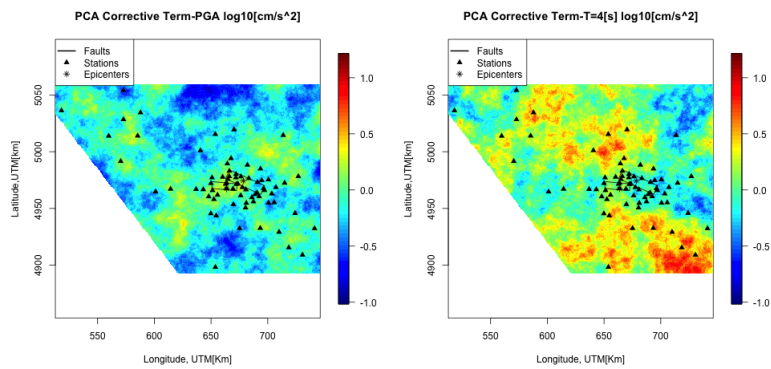 PCA Corrective Term-PGA log10[cm/s^2]
Faults
Stations
Epicenters
5050
5000
4950
4900
Latitude,UTM[km]
550
600
650
700
Longitude, UTM[Km]
1.0
0.5
0.0
-0.5
-1.0
PCA Corrective Term-T=4[s] log10[cm/s^2]
Faults
Stations
Epicenters
5050
5000
4950
4900
Latitude,UTM[km]
550
600
650
700
Longitude, UTM[Km]
1.0
0.5
0.0
-0.5
-1.0